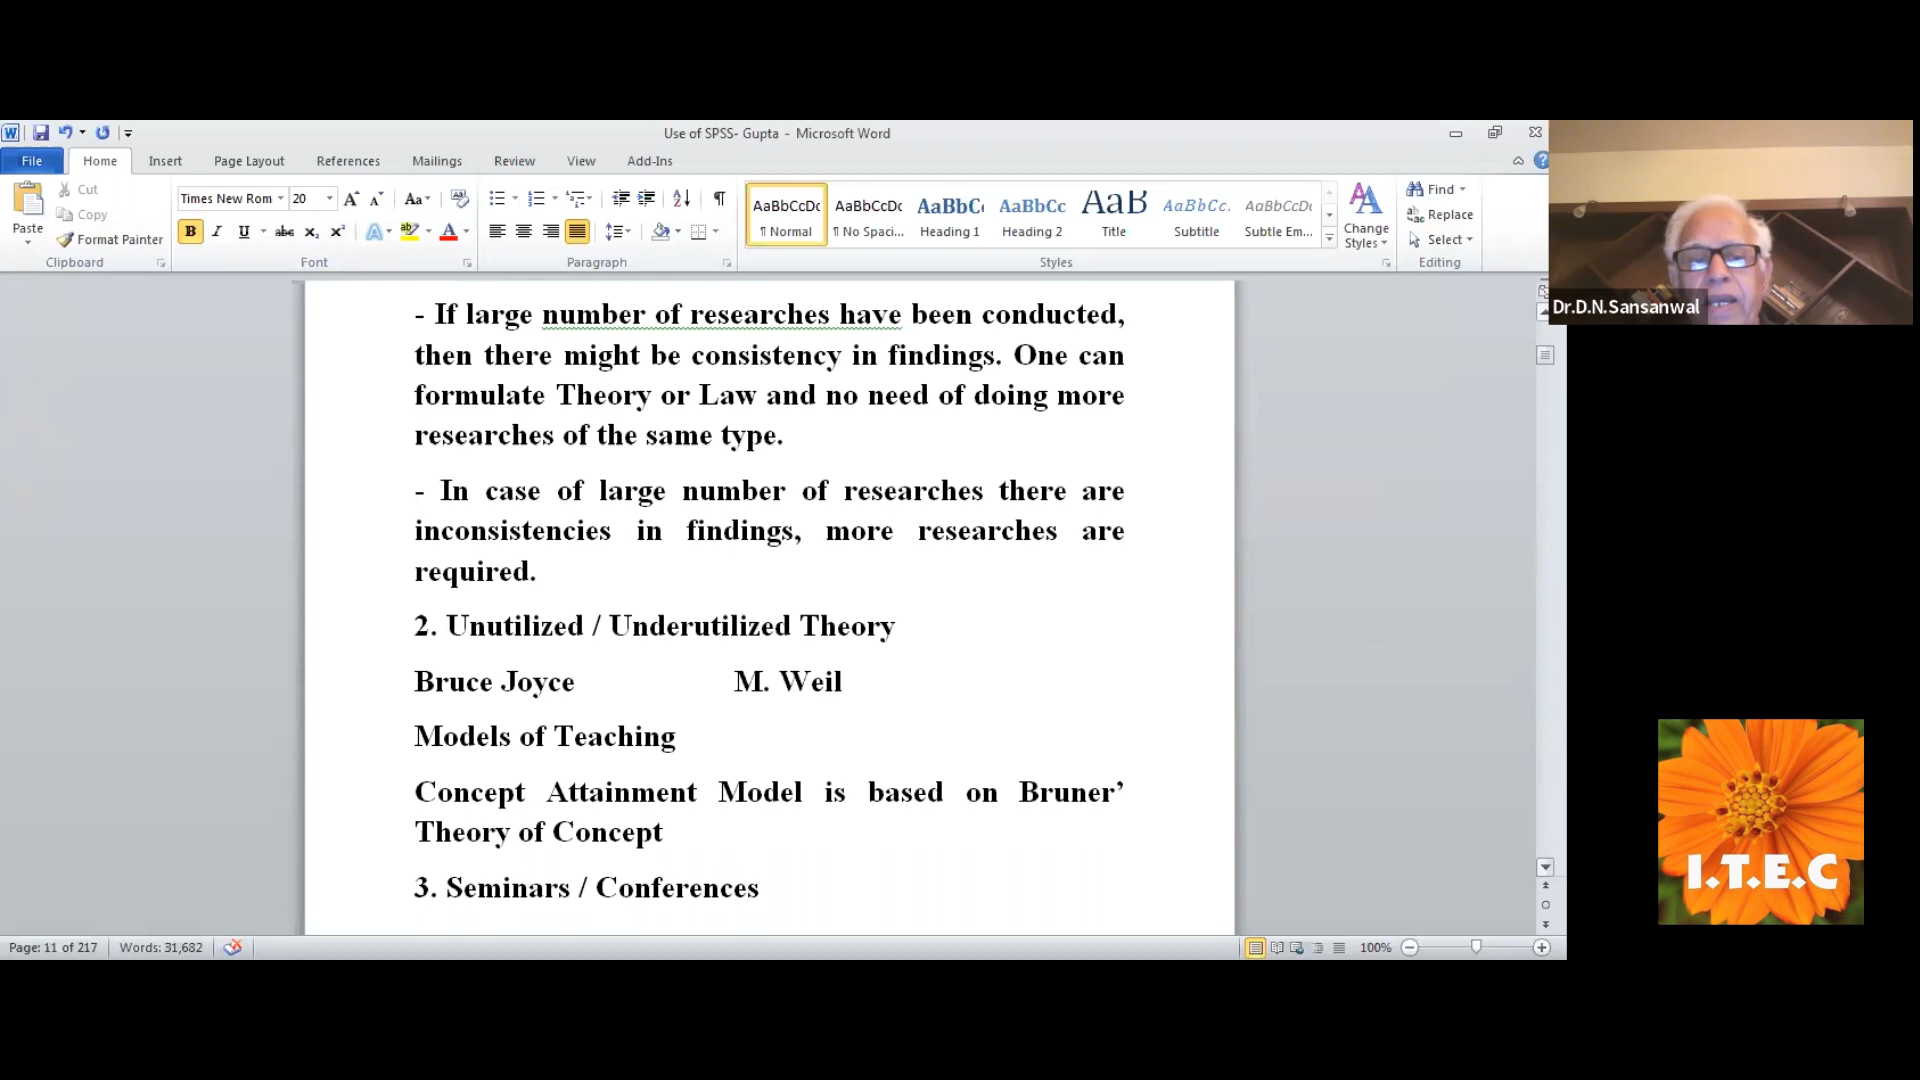 Use of SPSS- Gupta - Microsoft Word
File Home Insert Page Layout References Mailings Review View Add-Ins
Cut
Copy
Format Painter
Paste
Clipboard
Times New Rom 20
Font
Paragraph
AaBbCcDc AaBbCcDc AaBbC AaBbCc AaB AaBbCc. AaBbCcDc
¶ Normal ¶ No Spaci... Heading 1 Heading 2 Title Subtitle Subtle Em...
Change
Styles
Styles
Find
Replace
Select
Editing
Dr.D.N.Sansanwal
- If large number of researches have been conducted,
then there might be consistency in findings. One can
formulate Theory or Law and no need of doing more
researches of the same type.
- In case of large number of researches there are
inconsistencies in findings, more researches are
required.
2. Unutilized / Underutilized Theory
Bruce Joyce M. Weil
Models of Teaching
Concept Attainment Model is based on Bruner’
Theory of Concept
3. Seminars / Conferences
I.T.E.C
Page: 11 of 217 Words: 31,682 100%